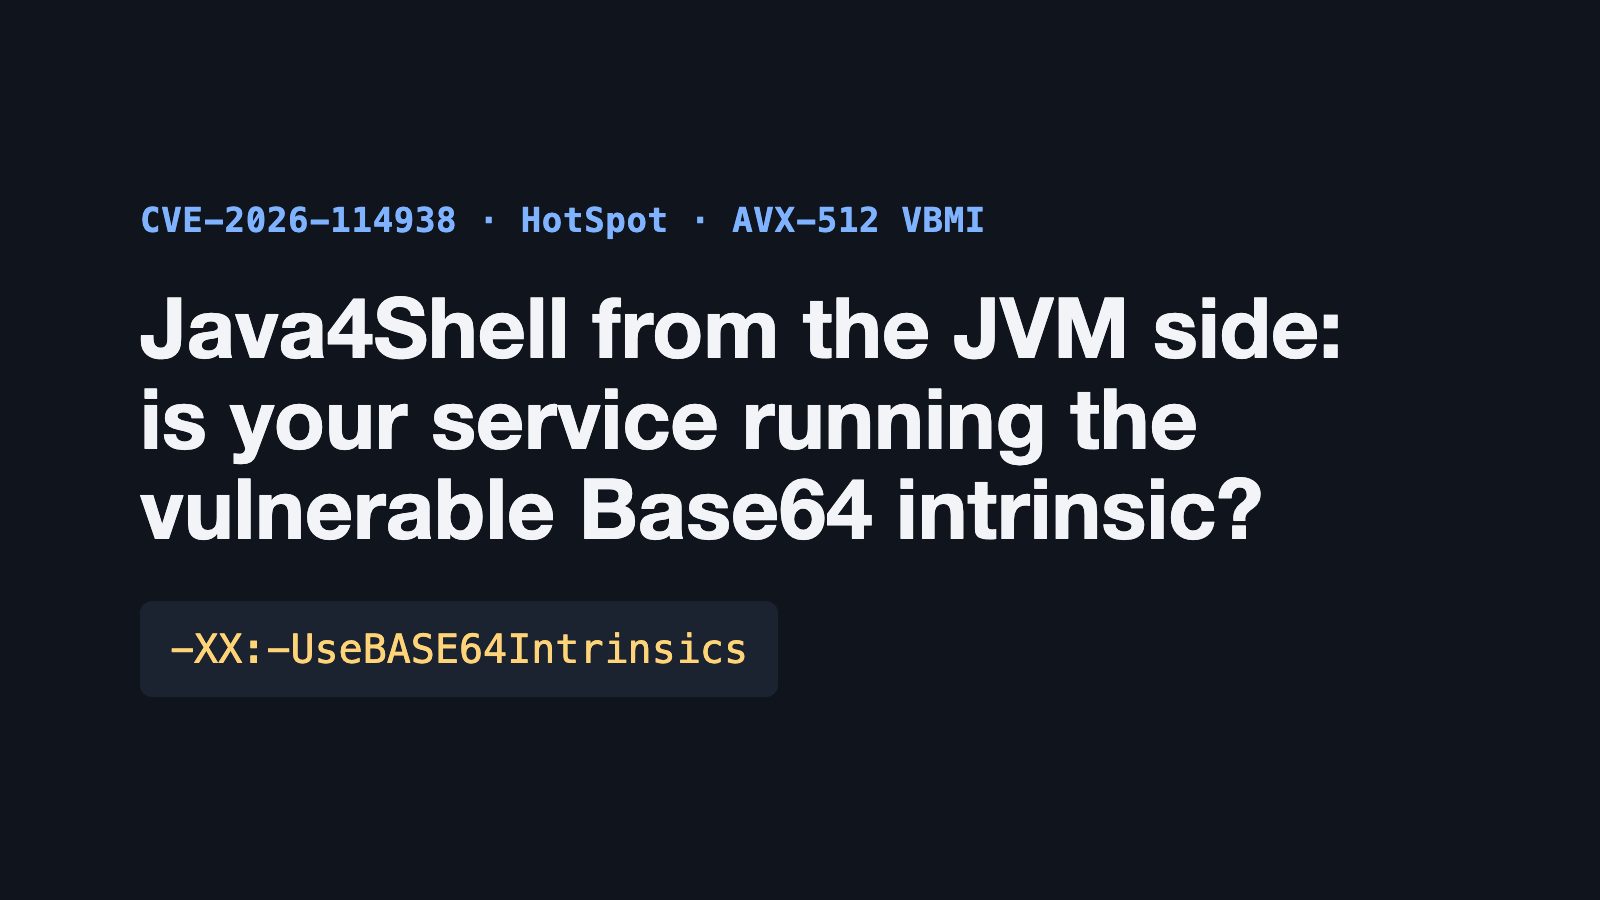 CVE-2026-114938 · HotSpot · AVX-512 VBMI
Java4Shell from the JVM side:
is your service running the
vulnerable Base64 intrinsic?
-XX:-UseBASE64Intrinsics